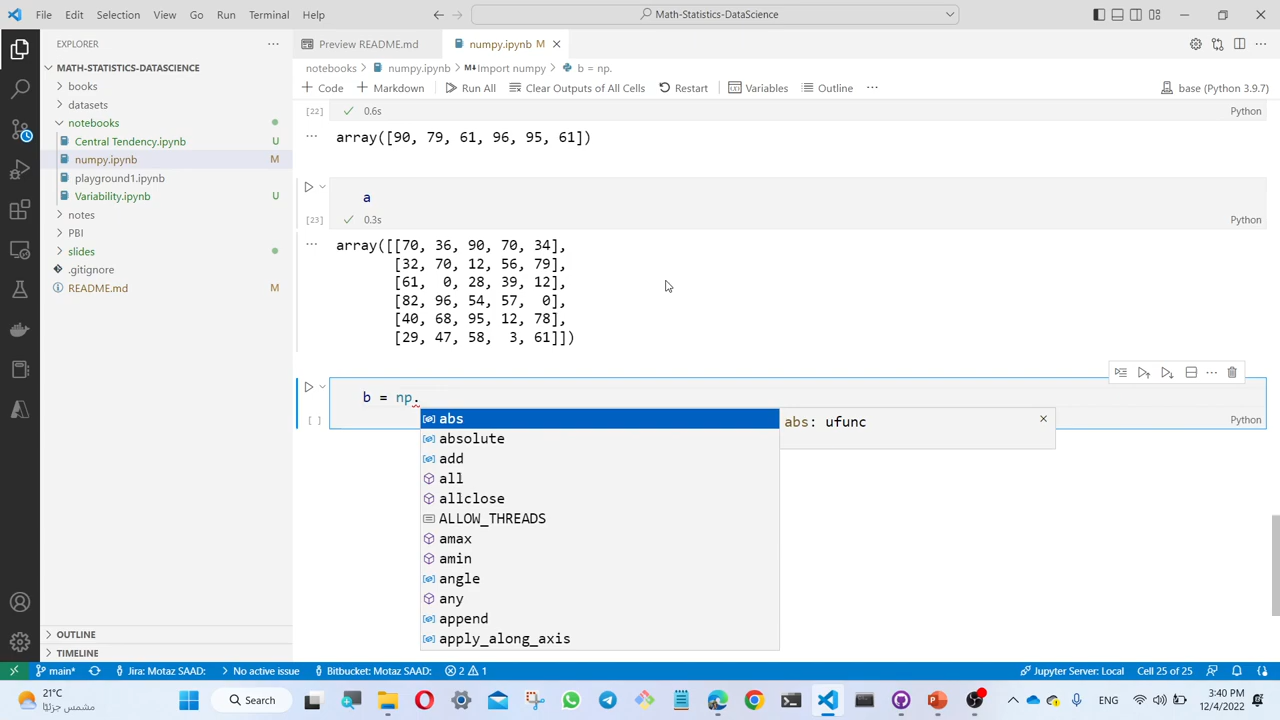 File Edit Selection View Go Run Terminal Help
Math-Statistics-DataScience
EXPLORER
Preview README.md
numpy.ipynb M
MATH-STATISTICS-DATASCIENCE
notebooks > numpy.ipynb > Import numpy > b = np.
books
Code Markdown Run All Clear Outputs of All Cells Restart Variables Outline
base (Python 3.9.7)
datasets
notebooks
Central Tendency.ipynb U
numpy.ipynb M
playground1.ipynb
Variability.ipynb U
notes
PBI
slides
.gitignore
README.md M
[22] 0.6s Python
array([90, 79, 61, 96, 95, 61])
a
[23] 0.3s Python
array([[70, 36, 90, 70, 34],
[32, 70, 12, 56, 79],
[61, 0, 28, 39, 12],
[82, 96, 54, 57, 0],
[40, 68, 95, 12, 78],
[29, 47, 58, 3, 61]])
b = np.
[ ] Python
abs
abs: ufunc
absolute
add
all
allclose
ALLOW_THREADS
amax
amin
angle
any
append
apply_along_axis
OUTLINE
TIMELINE
main* Jira: Motaz SAAD: No active issue Bitbucket: Motaz SAAD: 2 1 Jupyter Server: Local Cell 25 of 25
21°C
مشمس جزئيًا
Search
ENG
3:40 PM
12/4/2022